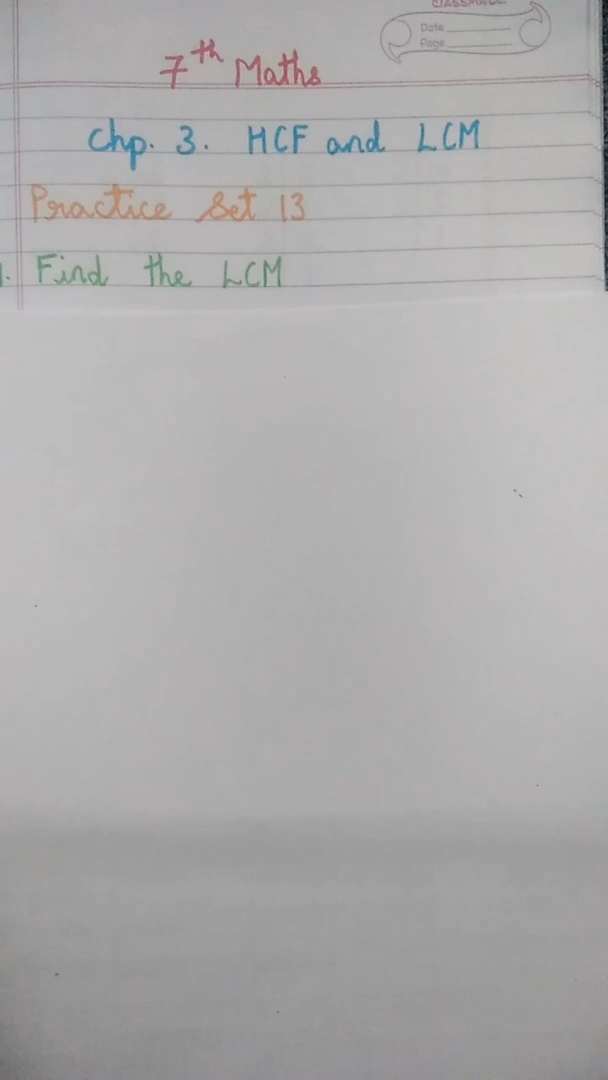 Date
Page
7th Maths
Chp. 3. HCF and LCM
Practice Set 13
1. Find the LCM